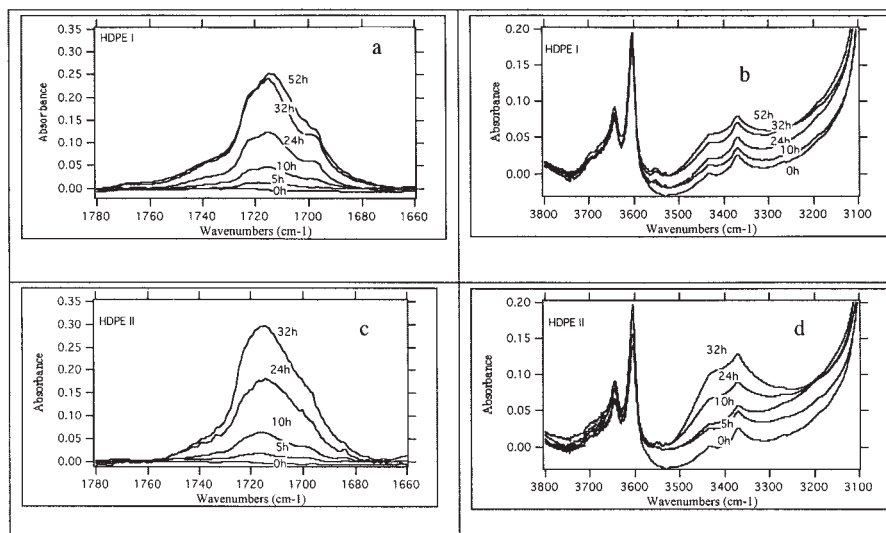 HDPE I
a
0.35
0.30
0.25
0.20
0.15
0.10
0.05
0.00
Absorbance
52h
32h
24h
10h
5h
0h
1780
1760
1740
1720
1700
1680
1660
Wavenumbers (cm-1)
HDPE I
b
0.20
0.15
0.10
0.05
0.00
Absorbance
52h
32h
24h
10h
0h
3800
3700
3600
3500
3400
3300
3200
3100
Wavenumbers (cm-1)
HDPE II
c
0.35
0.30
0.25
0.20
0.15
0.10
0.05
0.00
Absorbance
32h
24h
10h
5h
0h
1780
1760
1740
1720
1700
1680
1660
Wavenumbers (cm-1)
HDPE II
d
0.20
0.15
0.10
0.05
0.00
Absorbance
32h
24h
10h
5h
0h
3800
3700
3600
3500
3400
3300
3200
3100
Wavenumbers (cm-1)